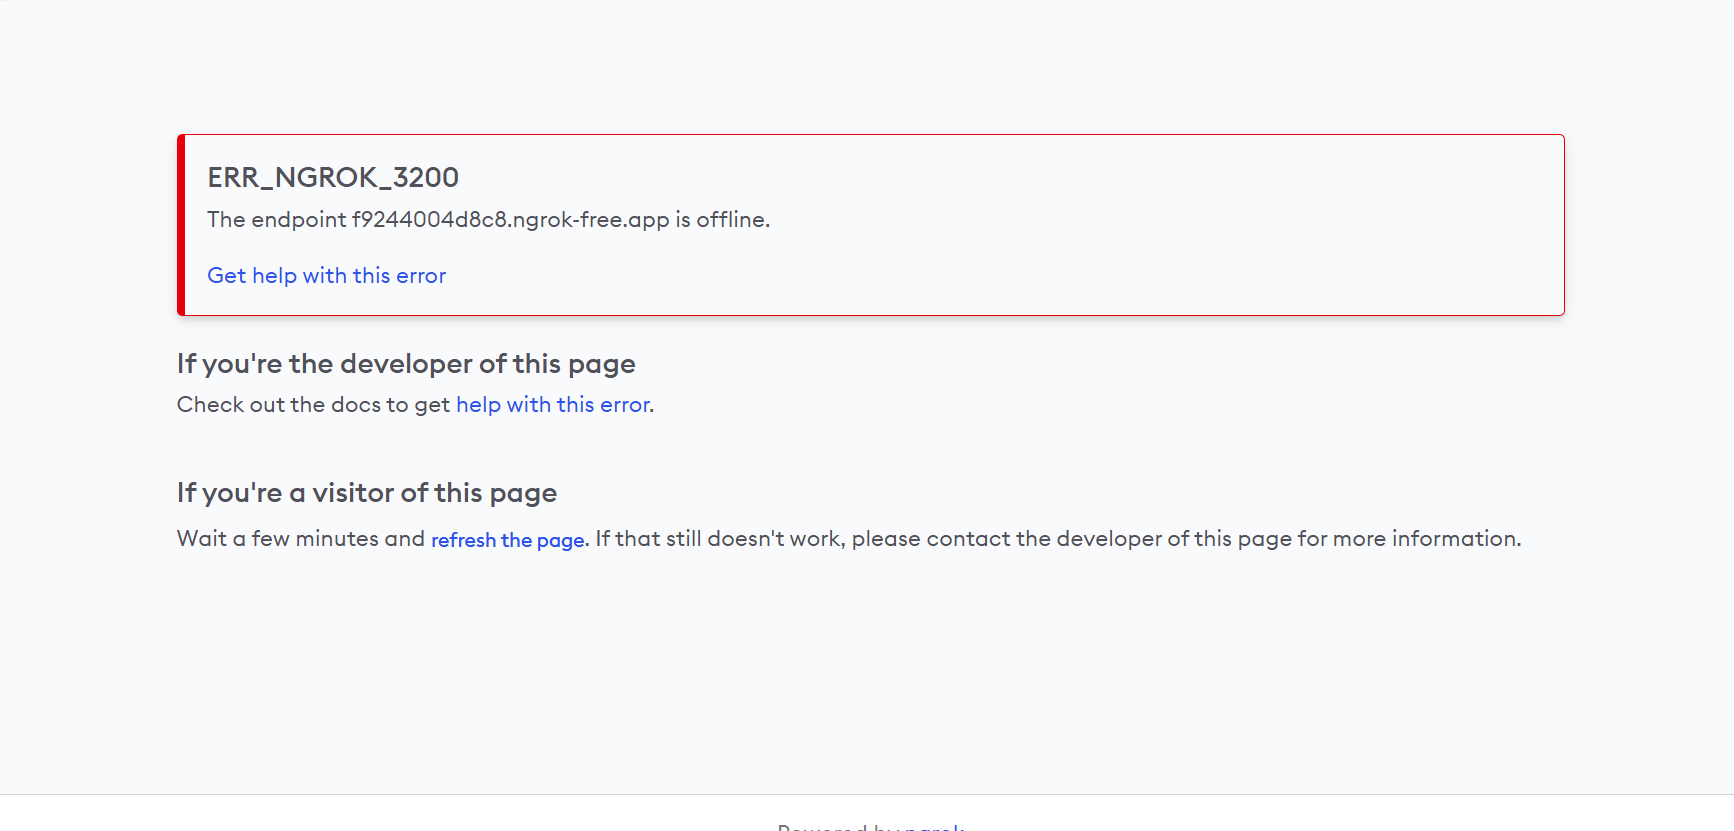 ERR_NGROK_3200
The endpoint f9244004d8c8.ngrok-free.app is offline.
Get help with this error
If you're the developer of this page
Check out the docs to get help with this error.
If you're a visitor of this page
Wait a few minutes and refresh the page. If that still doesn't work, please contact the developer of this page for more information.
Powered by ngrok